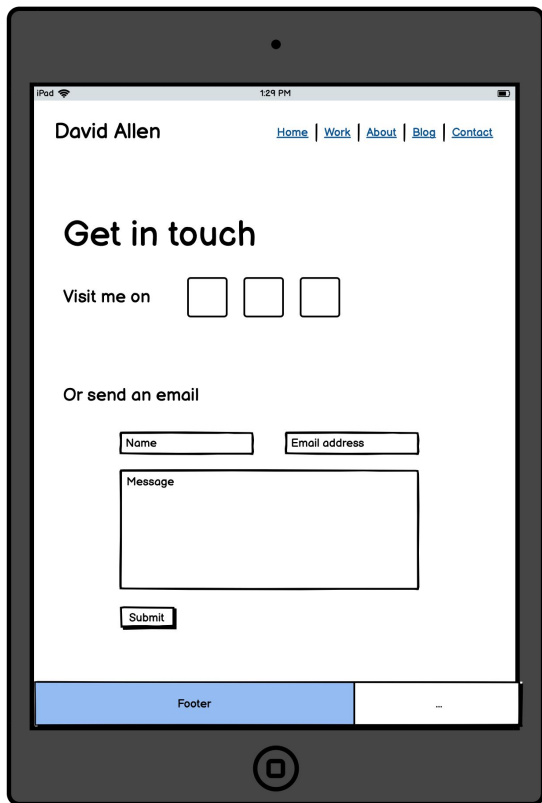 iPad 1:29 PM
David Allen
Home | Work | About | Blog | Contact
Get in touch
Visit me on
Or send an email
Name Email address
Message
Submit
Footer ...